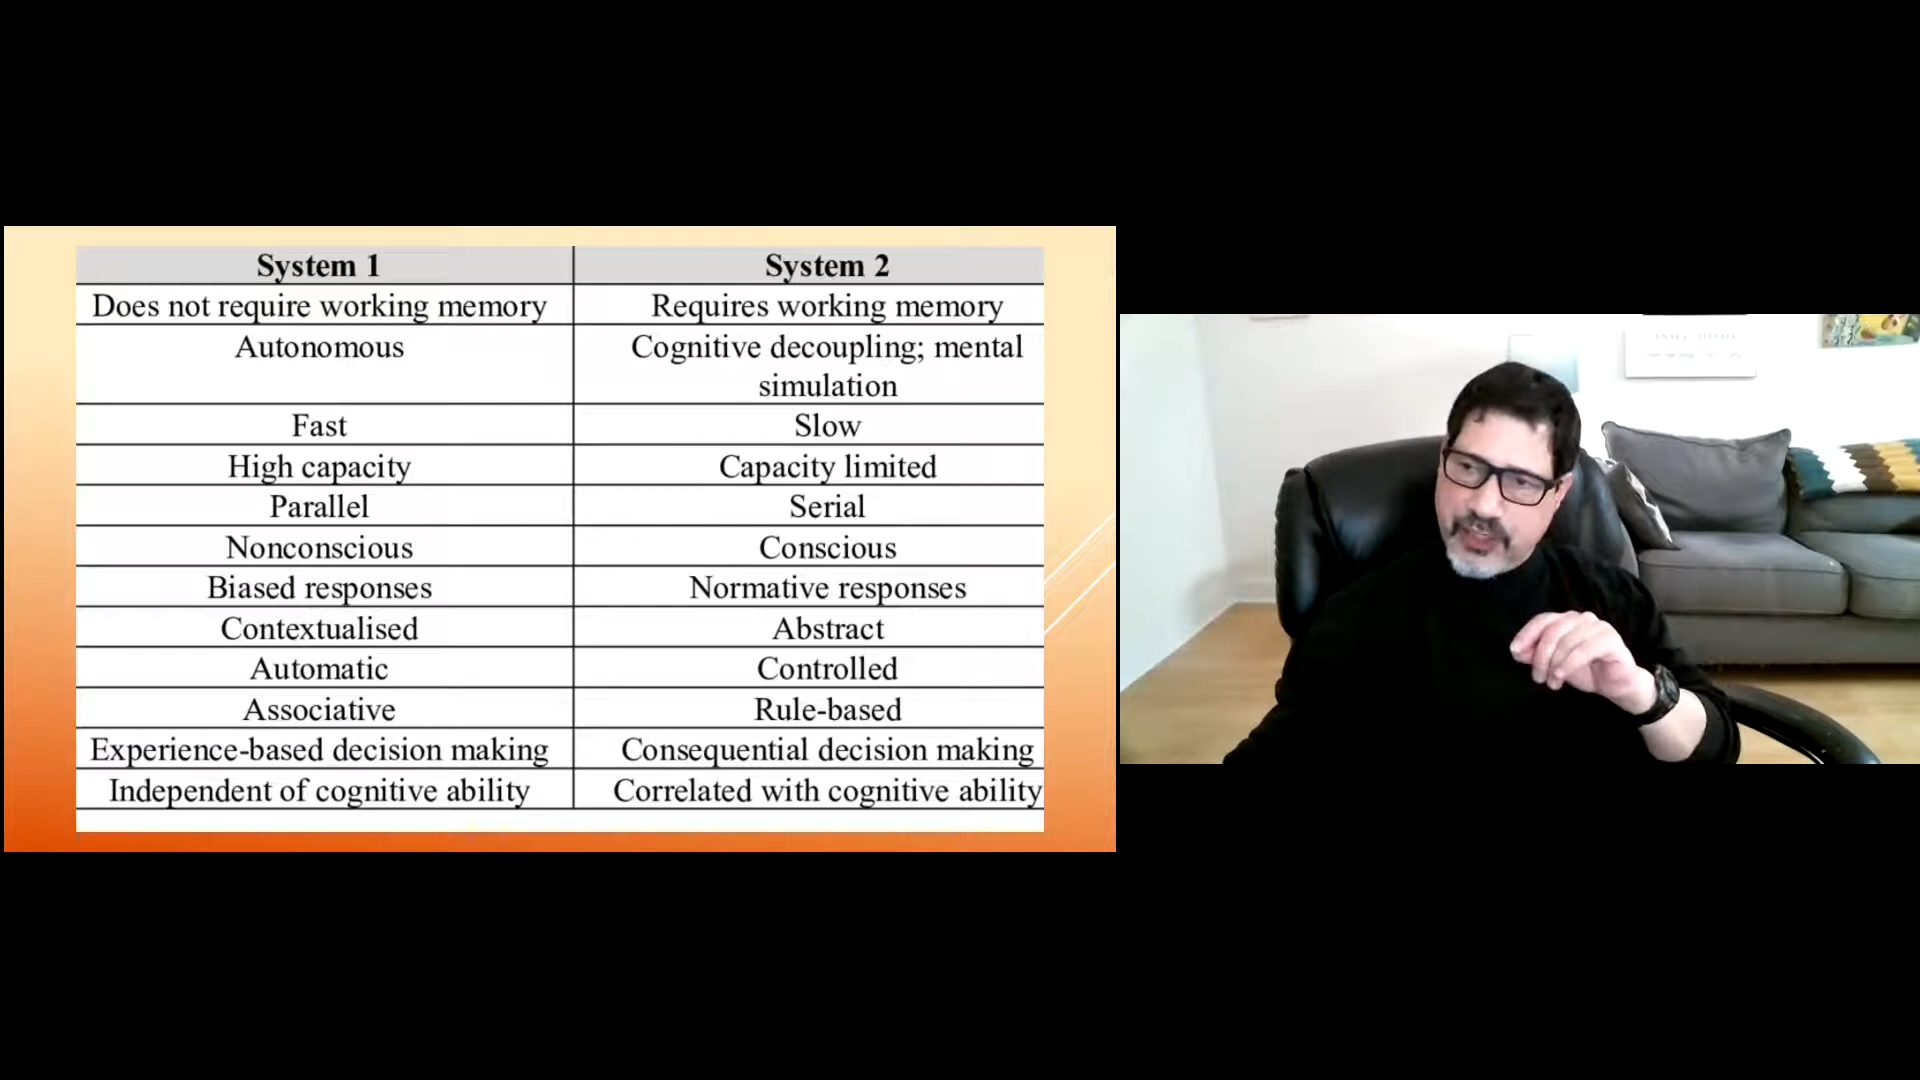 System 1 System 2
Does not require working memory Requires working memory
Autonomous Cognitive decoupling; mental
simulation
Fast Slow
High capacity Capacity limited
Parallel Serial
Nonconscious Conscious
Biased responses Normative responses
Contextualised Abstract
Automatic Controlled
Associative Rule-based
Experience-based decision making Consequential decision making
Independent of cognitive ability Correlated with cognitive ability